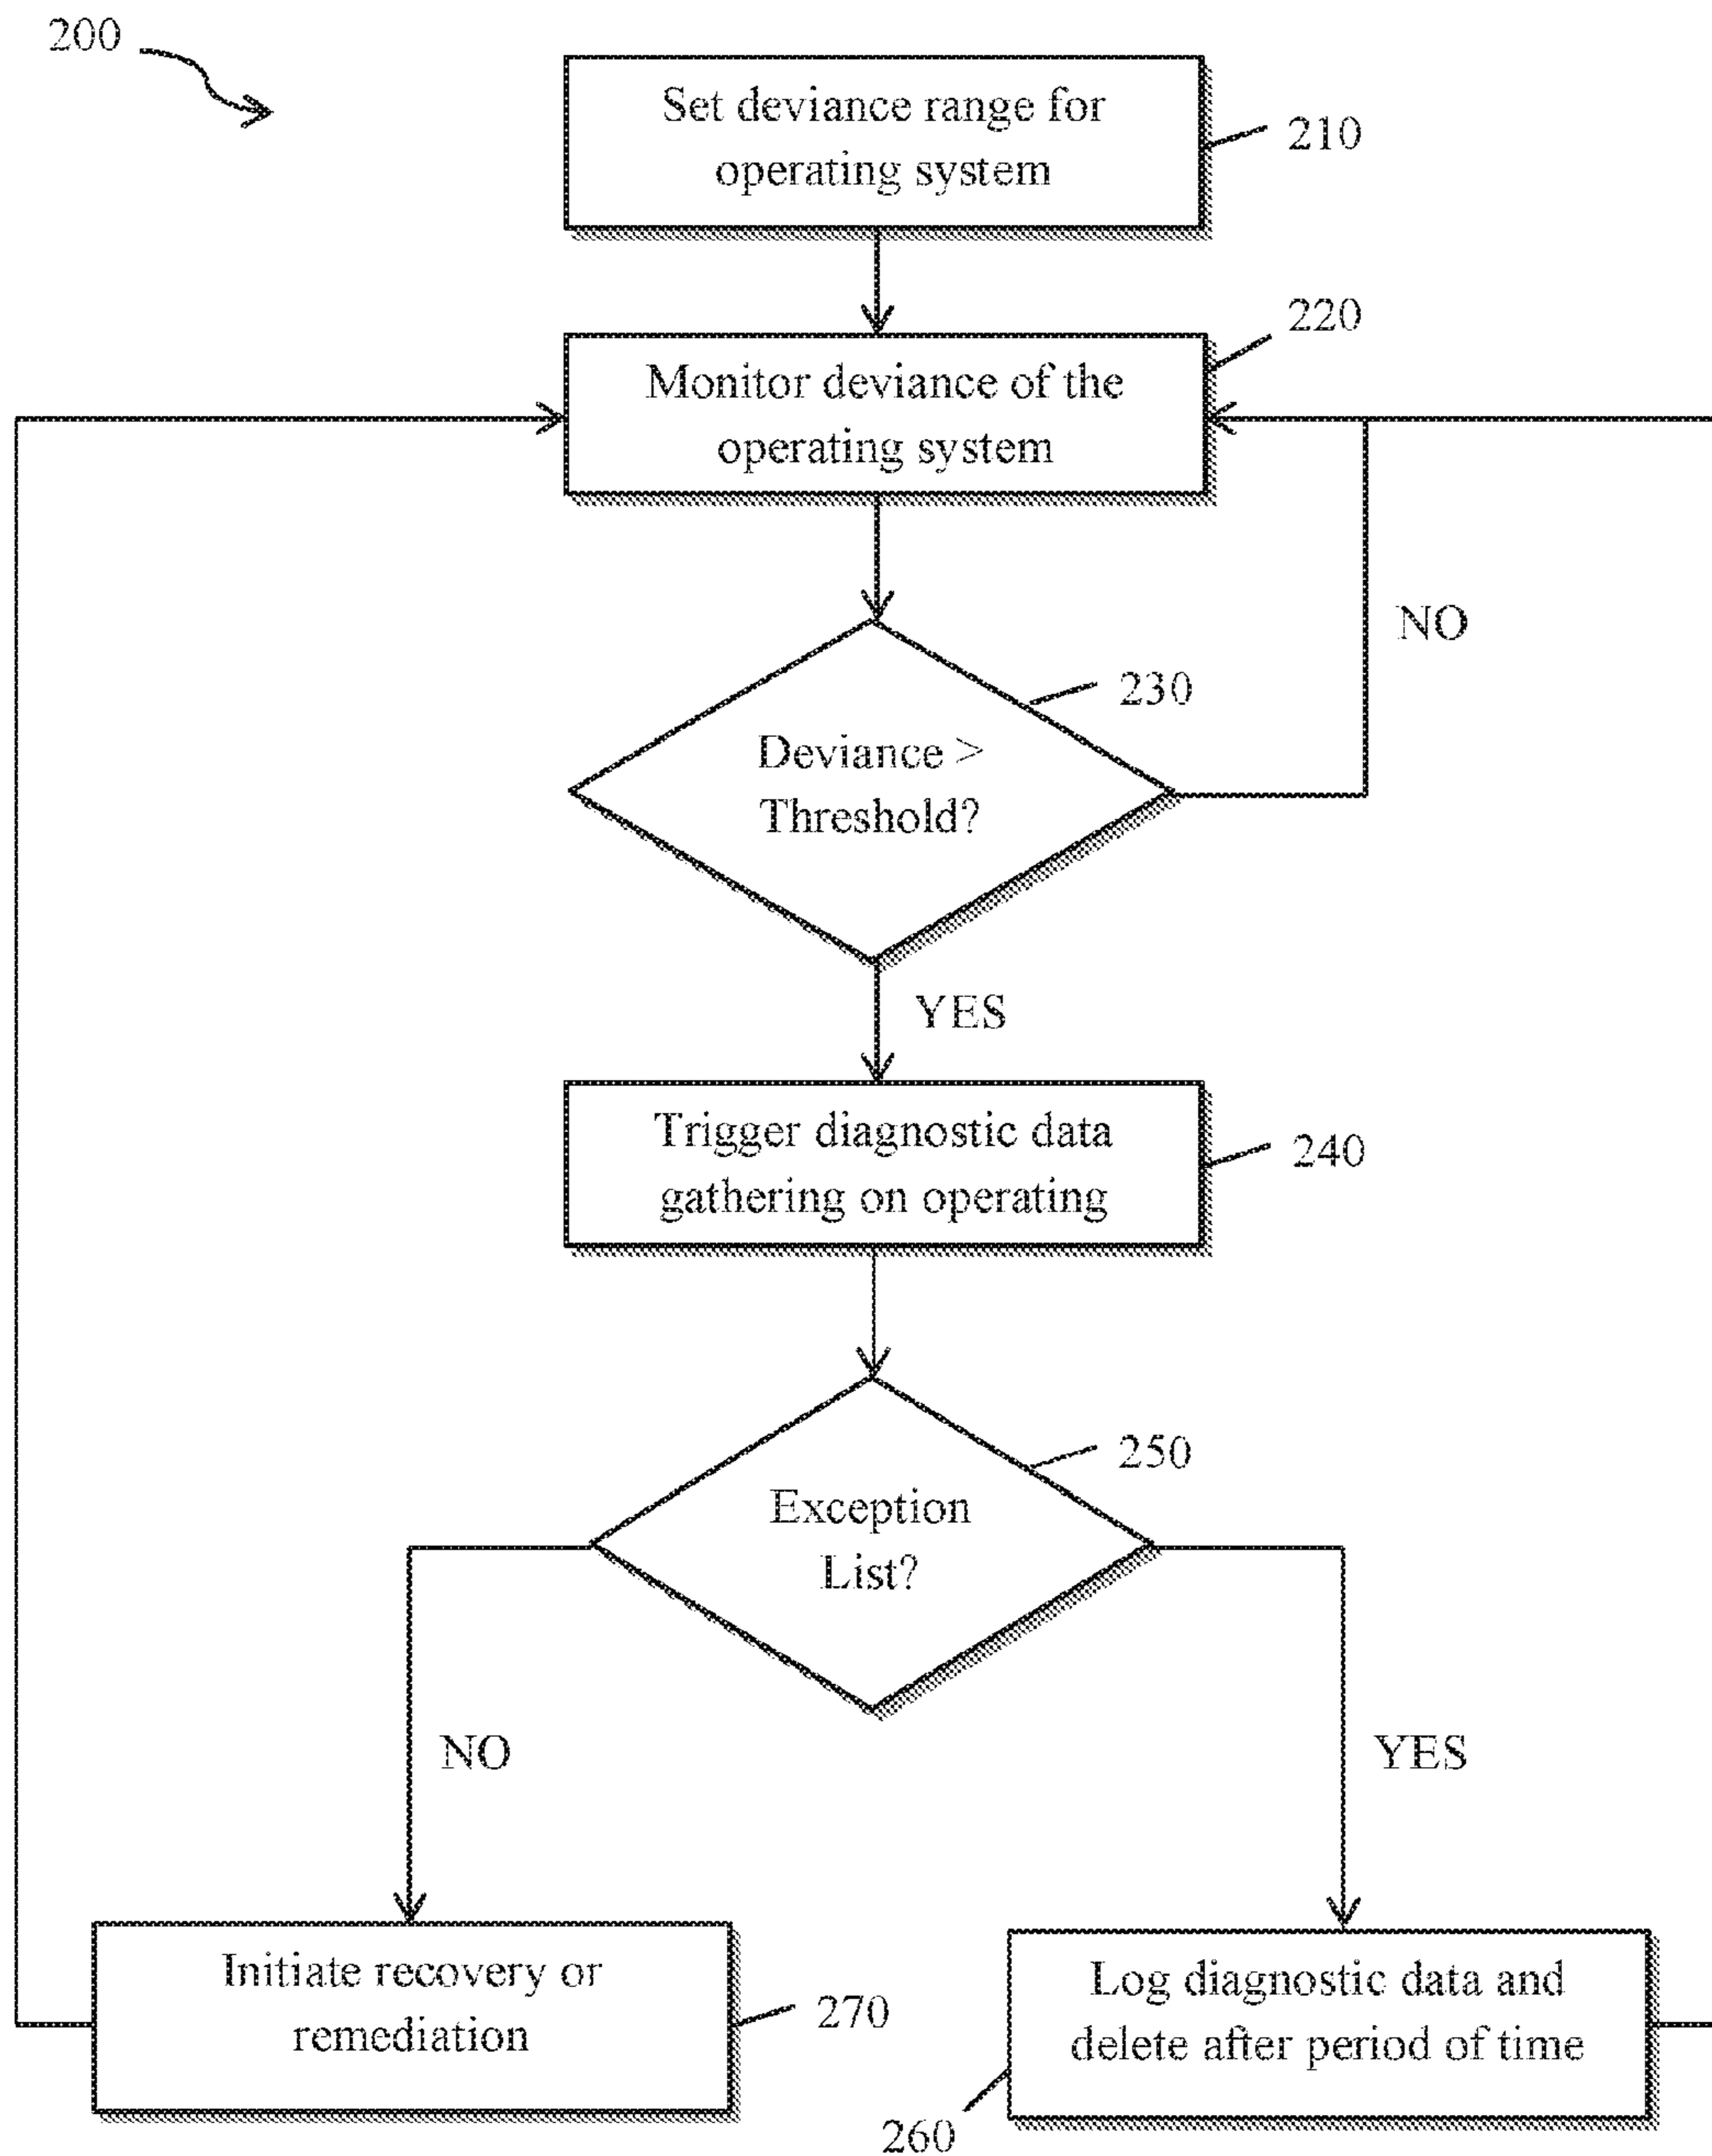 200
Set deviance range for
operating system
210
220
Monitor deviance of the
operating system
NO
230
Deviance >
Threshold?
YES
Trigger diagnostic data
gathering on operating
240
250
Exception
List?
NO
YES
Initiate recovery or
remediation
270
Log diagnostic data and
delete after period of time
260